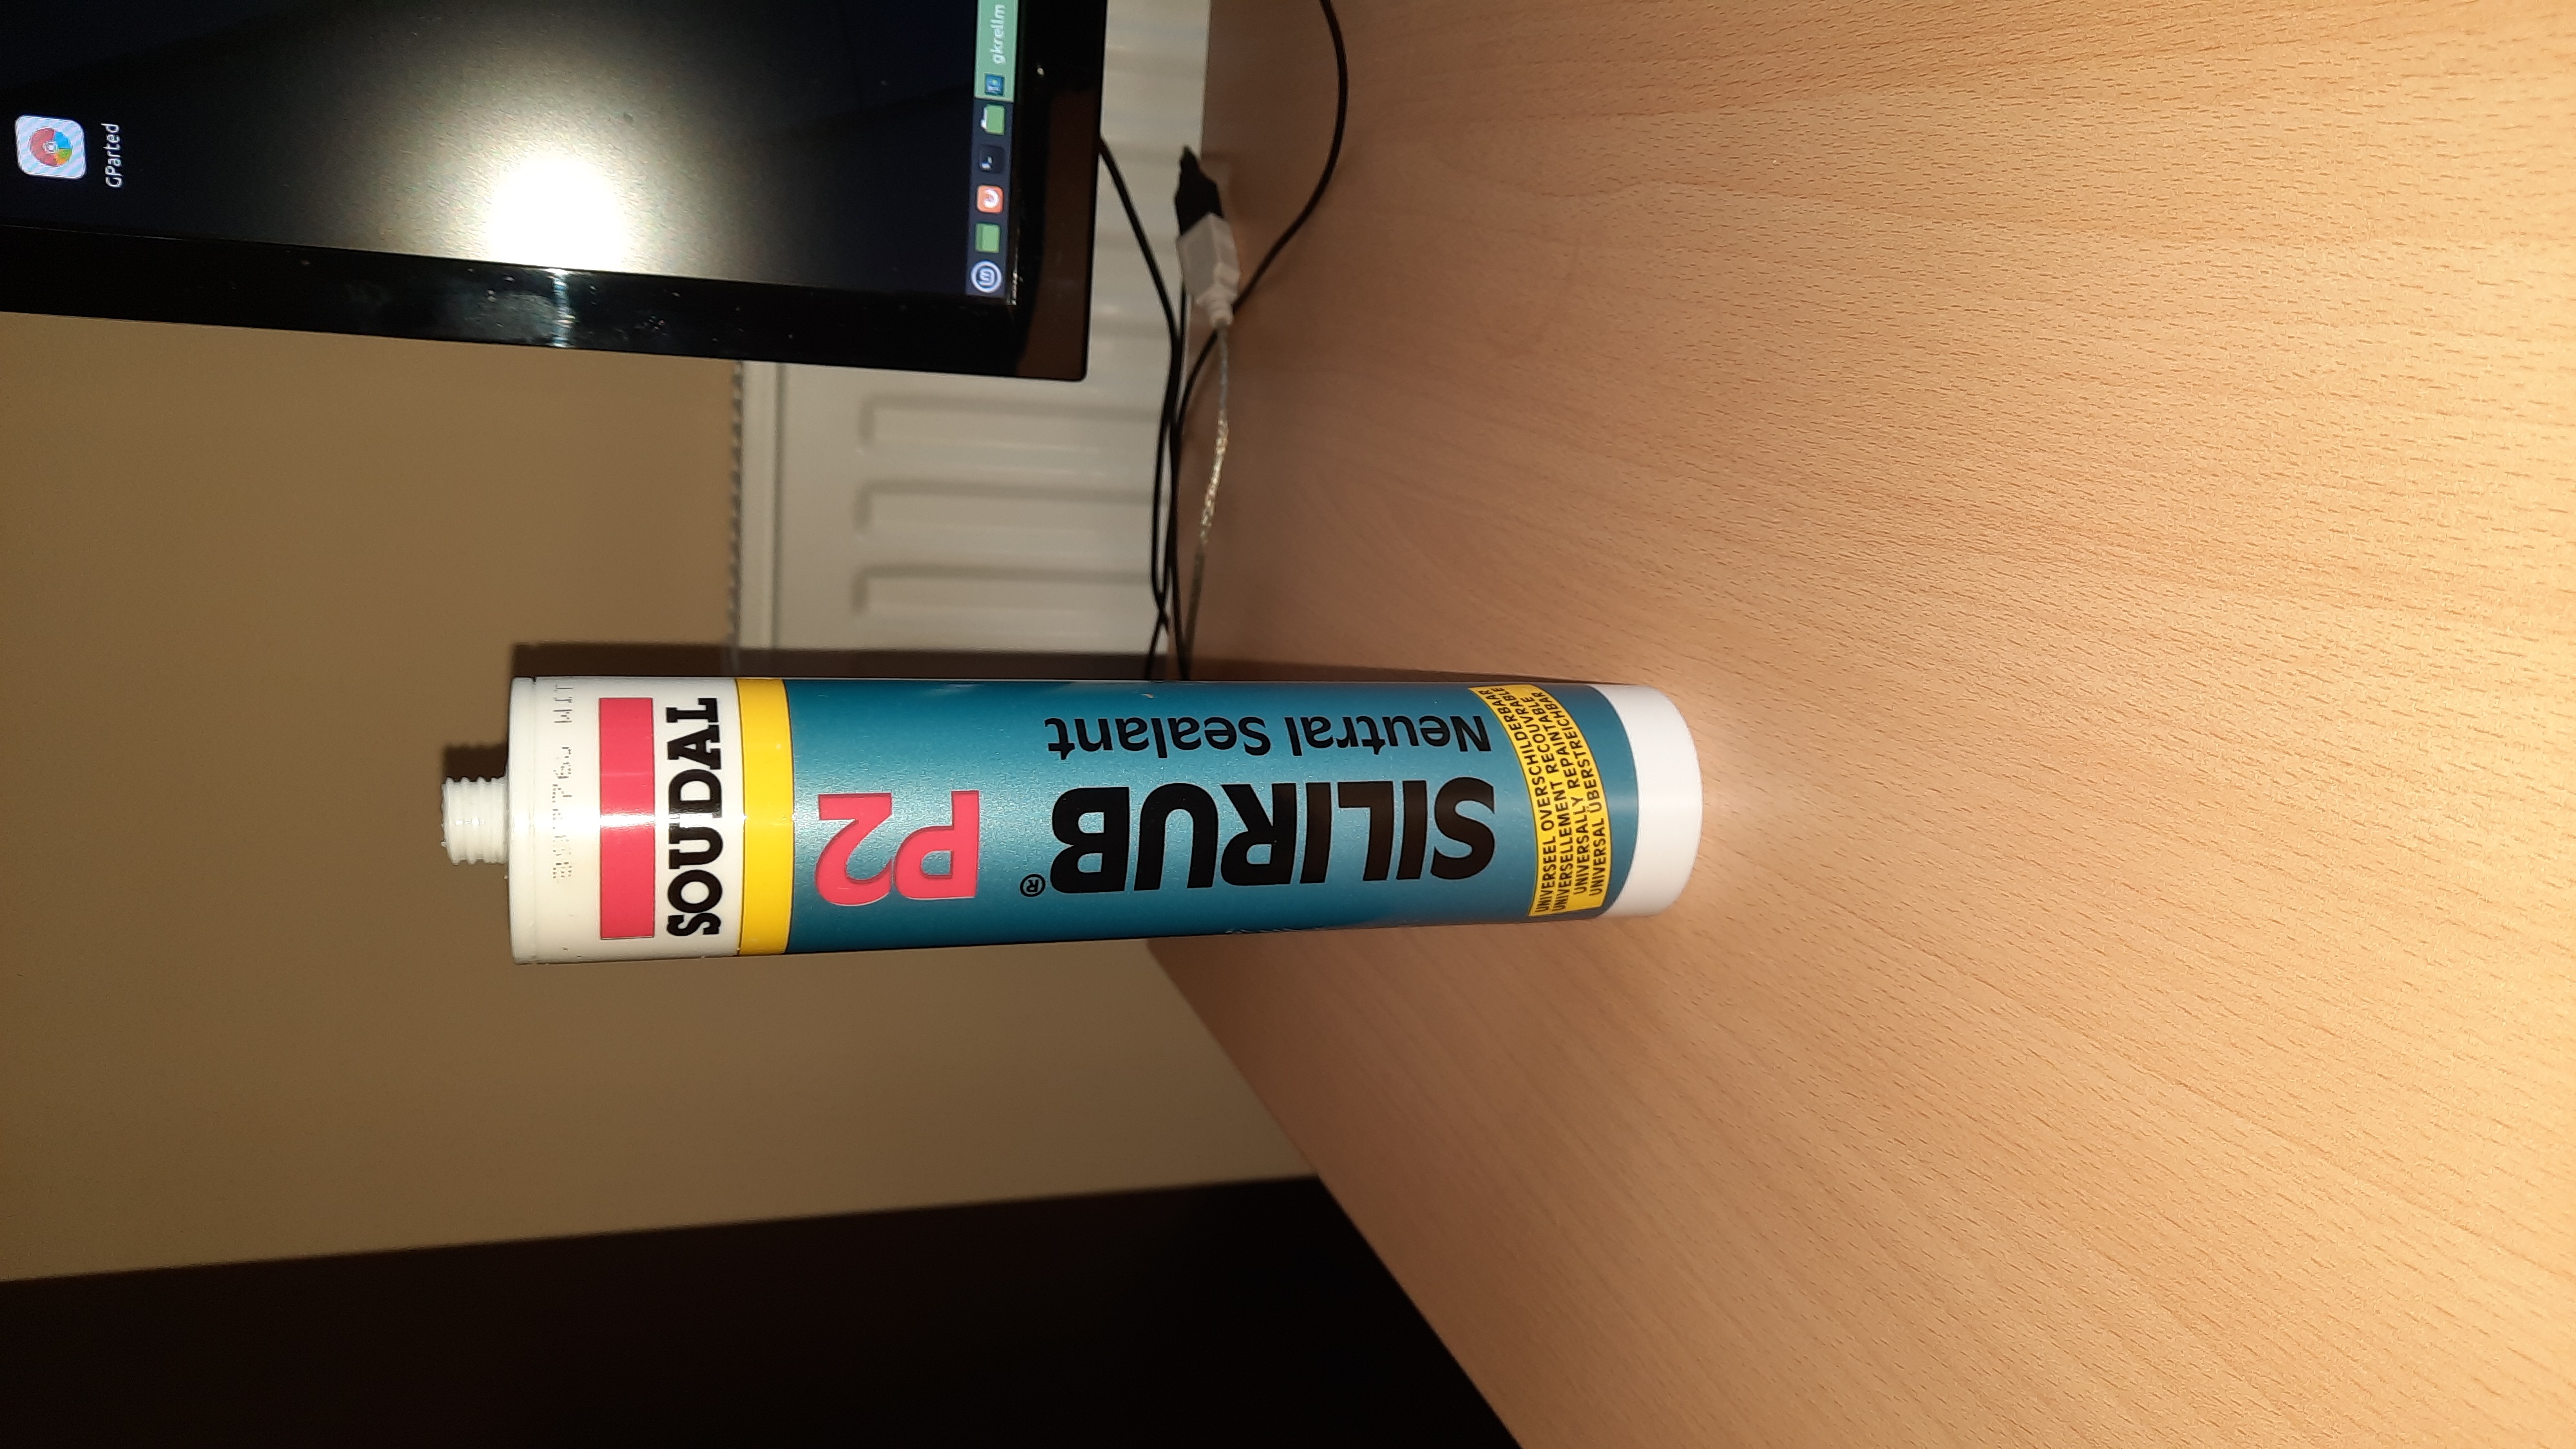 GParted
gkrellm
SOUDAL
SILIRUB®
P2
Neutral Sealant
UNIVERSEEL OVERSCHILDERBAAR
UNIVERSELLEMENT RECOUVRABLE
UNIVERSALLY REPAINTABLE
UNIVERSAL ÜBERSTREICHBAR